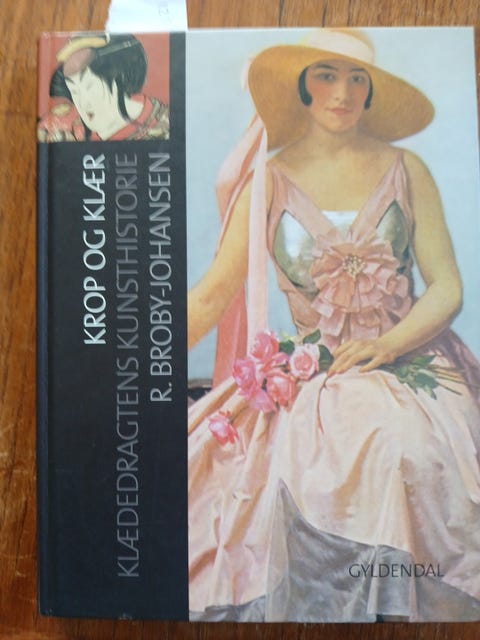 KROP OG KLÆR
KLÆDEDRAGTENS KUNSTHISTORIE
R. BROBY-JOHANSEN
GYLDENDAL